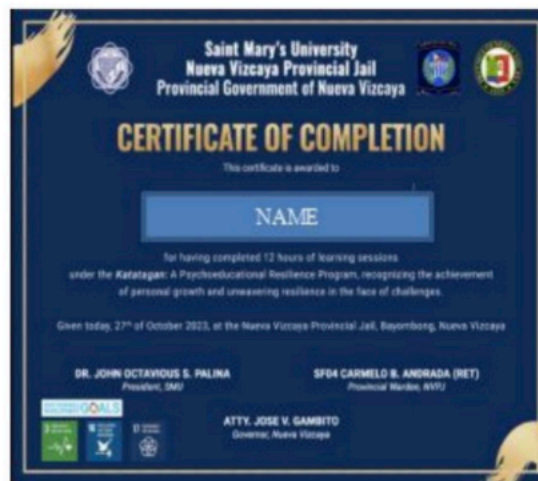 Saint Mary's University
Nueva Vizcaya Provincial Jail
Provincial Government of Nueva Vizcaya
CERTIFICATE OF COMPLETION
This certificate is awarded to
NAME
for having completed 12 hours of learning sessions
under the Katatagan: A Psychoeducational Resilience Program, recognizing the achievement
of personal growth and unwavering resilience in the face of challenges.
Given today, 27th of October 2023, at the Nueva Vizcaya Provincial Jail, Bayombong, Nueva Vizcaya
DR. JOHN OCTAVIOUS S. PALINA
President, SMU
SFO4 CARMELO B. ANDRADA (RET)
Provincial Warden, NVPJ
GOALS
3
16
17
ATTY. JOSE V. GAMBITO
Governor, Nueva Vizcaya